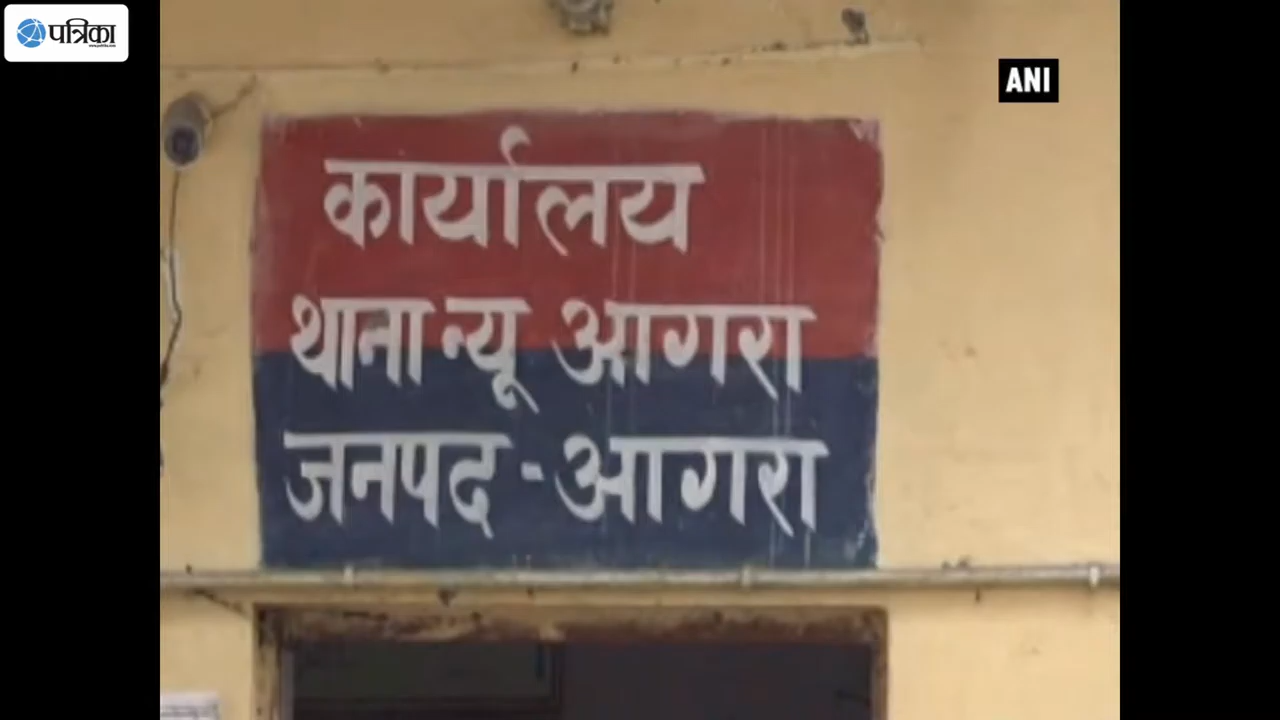 पत्रिका
ANI
कार्यालय
थाना न्यू आगरा
जनपद - आगरा